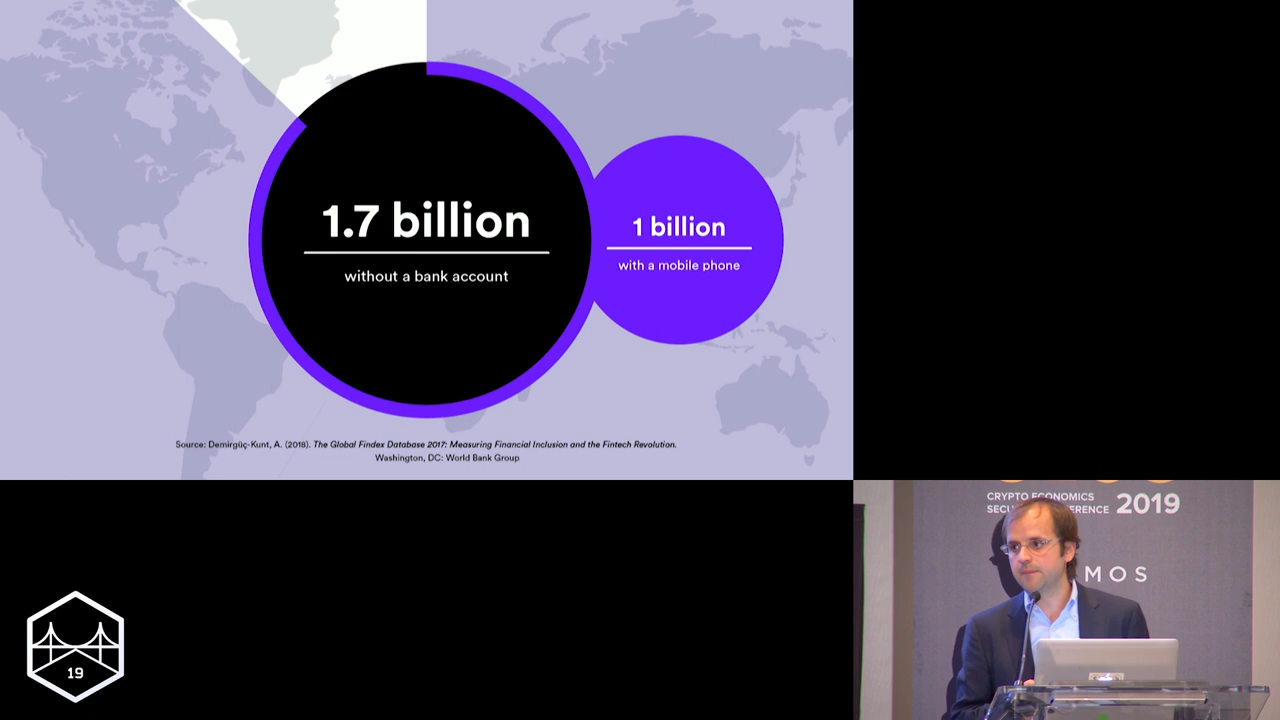 1.7 billion
without a bank account
1 billion
with a mobile phone
Source: Demirgüç-Kunt, A. (2018). The Global Findex Database 2017: Measuring Financial Inclusion and the Fintech Revolution.
Washington, DC: World Bank Group
CRYPTO ECONOMICS
2019
MOS
19